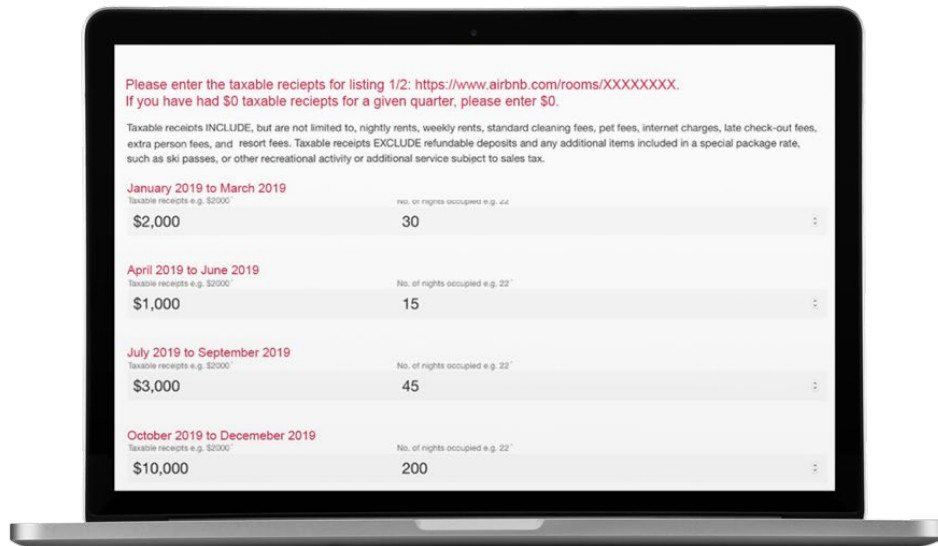 Please enter the taxable reciepts for listing 1/2: https://www.airbnb.com/rooms/XXXXXXXX.
If you have had $0 taxable reciepts for a given quarter, please enter $0.
Taxable receipts INCLUDE, but are not limited to, nightly rents, weekly rents, standard cleaning fees, pet fees, internet charges, late check-out fees,
extra person fees, and resort fees. Taxable receipts EXCLUDE refundable deposits and any additional items included in a special package rate,
such as ski passes, or other recreational activily or additional service subject to sales tax.
January 2019 to March 2019
Taxable receipts e.g. $2000* No. of nights occupied e.g. 22
$2,000 30
April 2019 to June 2019
Taxable receipts e.g. $2000* No. of nights occupied e.g. 22*
$1,000 15
July 2019 to September 2019
Taxable receipts e.g. $2000* No. of nights occupied e.g. 22*
$3,000 45
October 2019 to Decemeber 2019
Taxable receipts e.g. $2000* No. of nights occupied e.g. 22*
$10,000 200